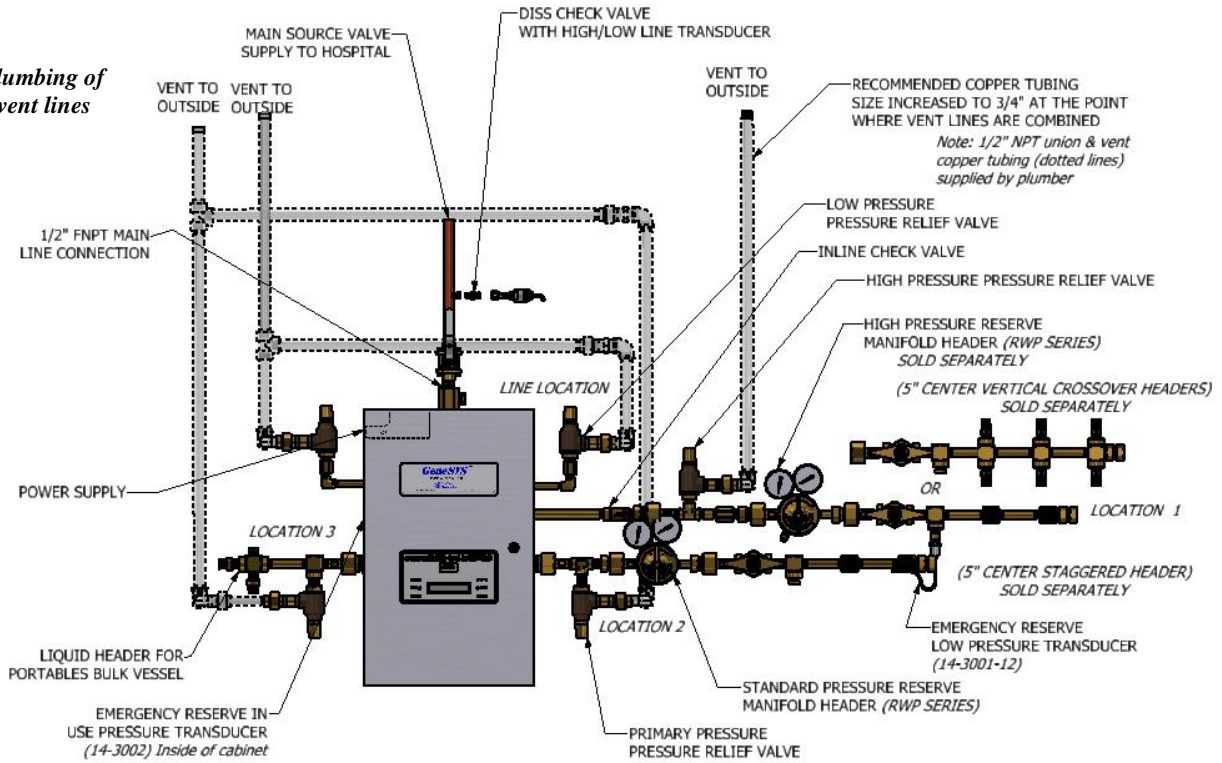 DISS CHECK VALVE
WITH HIGH/LOW LINE TRANSDUCER
MAIN SOURCE VALVE
SUPPLY TO HOSPITAL
lumbing of
vent lines
VENT TO
OUTSIDE
VENT TO
OUTSIDE
VENT TO
OUTSIDE
RECOMMENDED COPPER TUBING
SIZE INCREASED TO 3/4" AT THE POINT
WHERE VENT LINES ARE COMBINED
Note: 1/2" NPT union & vent
copper tubing (dotted lines)
supplied by plumber
LOW PRESSURE
PRESSURE RELIEF VALVE
1/2" FNPT MAIN
LINE CONNECTION
INLINE CHECK VALVE
HIGH PRESSURE PRESSURE RELIEF VALVE
HIGH PRESSURE RESERVE
MANIFOLD HEADER (RWP SERIES)
SOLD SEPARATELY
LINE LOCATION
(5" CENTER VERTICAL CROSSOVER HEADERS)
SOLD SEPARATELY
GeneSYS
POWER SUPPLY
OR
LOCATION 1
LOCATION 3
(5" CENTER STAGGERED HEADER)
SOLD SEPARATELY
LOCATION 2
EMERGENCY RESERVE
LOW PRESSURE TRANSDUCER
(14-3001-12)
LIQUID HEADER FOR
PORTABLES BULK VESSEL
STANDARD PRESSURE RESERVE
MANIFOLD HEADER (RWP SERIES)
EMERGENCY RESERVE IN
USE PRESSURE TRANSDUCER
(14-3002) Inside of cabinet
PRIMARY PRESSURE
PRESSURE RELIEF VALVE